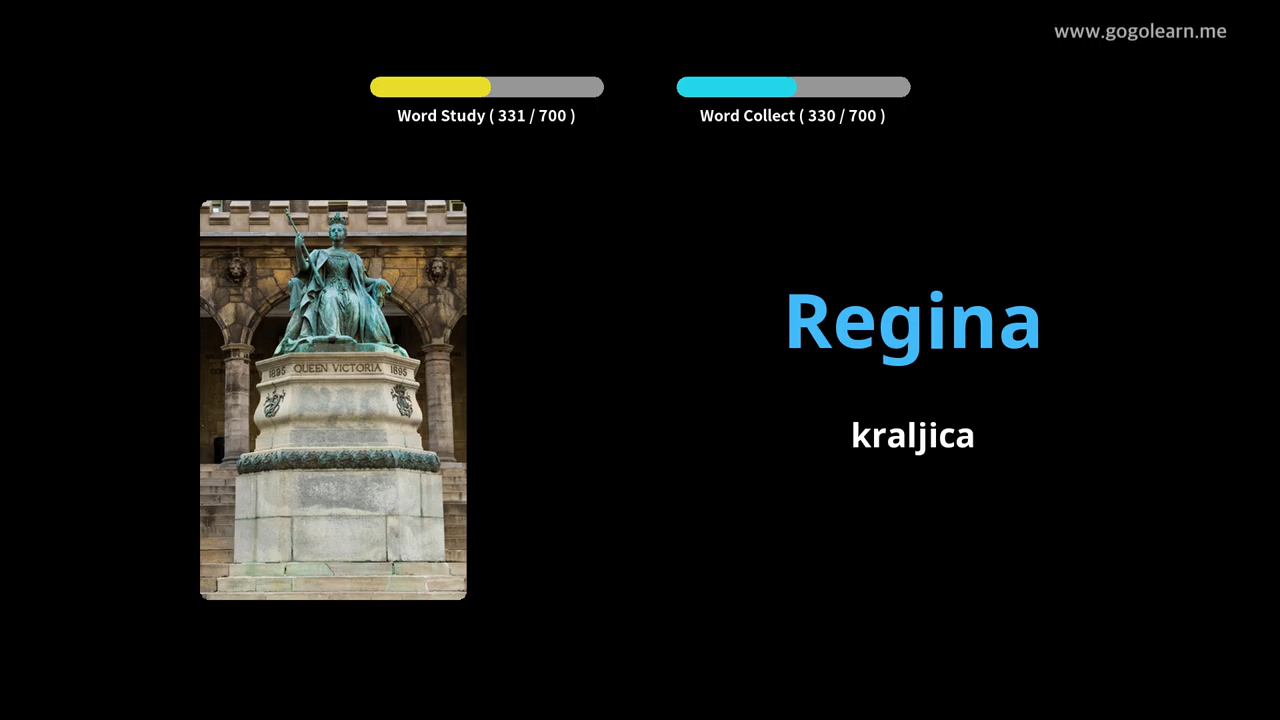 www.gogolearn.me
Word Study ( 331 / 700 )
Word Collect ( 330 / 700 )
1895 QUEEN VICTORIA 1895
Regina
kraljica